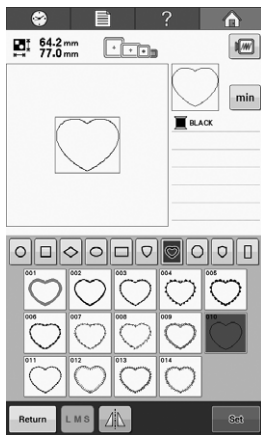 ?
64.2 mm
77.0 mm
min
BLACK
001 002 003 004 005
006 007 008 009 010
011 012 013 014
Return L M S Set